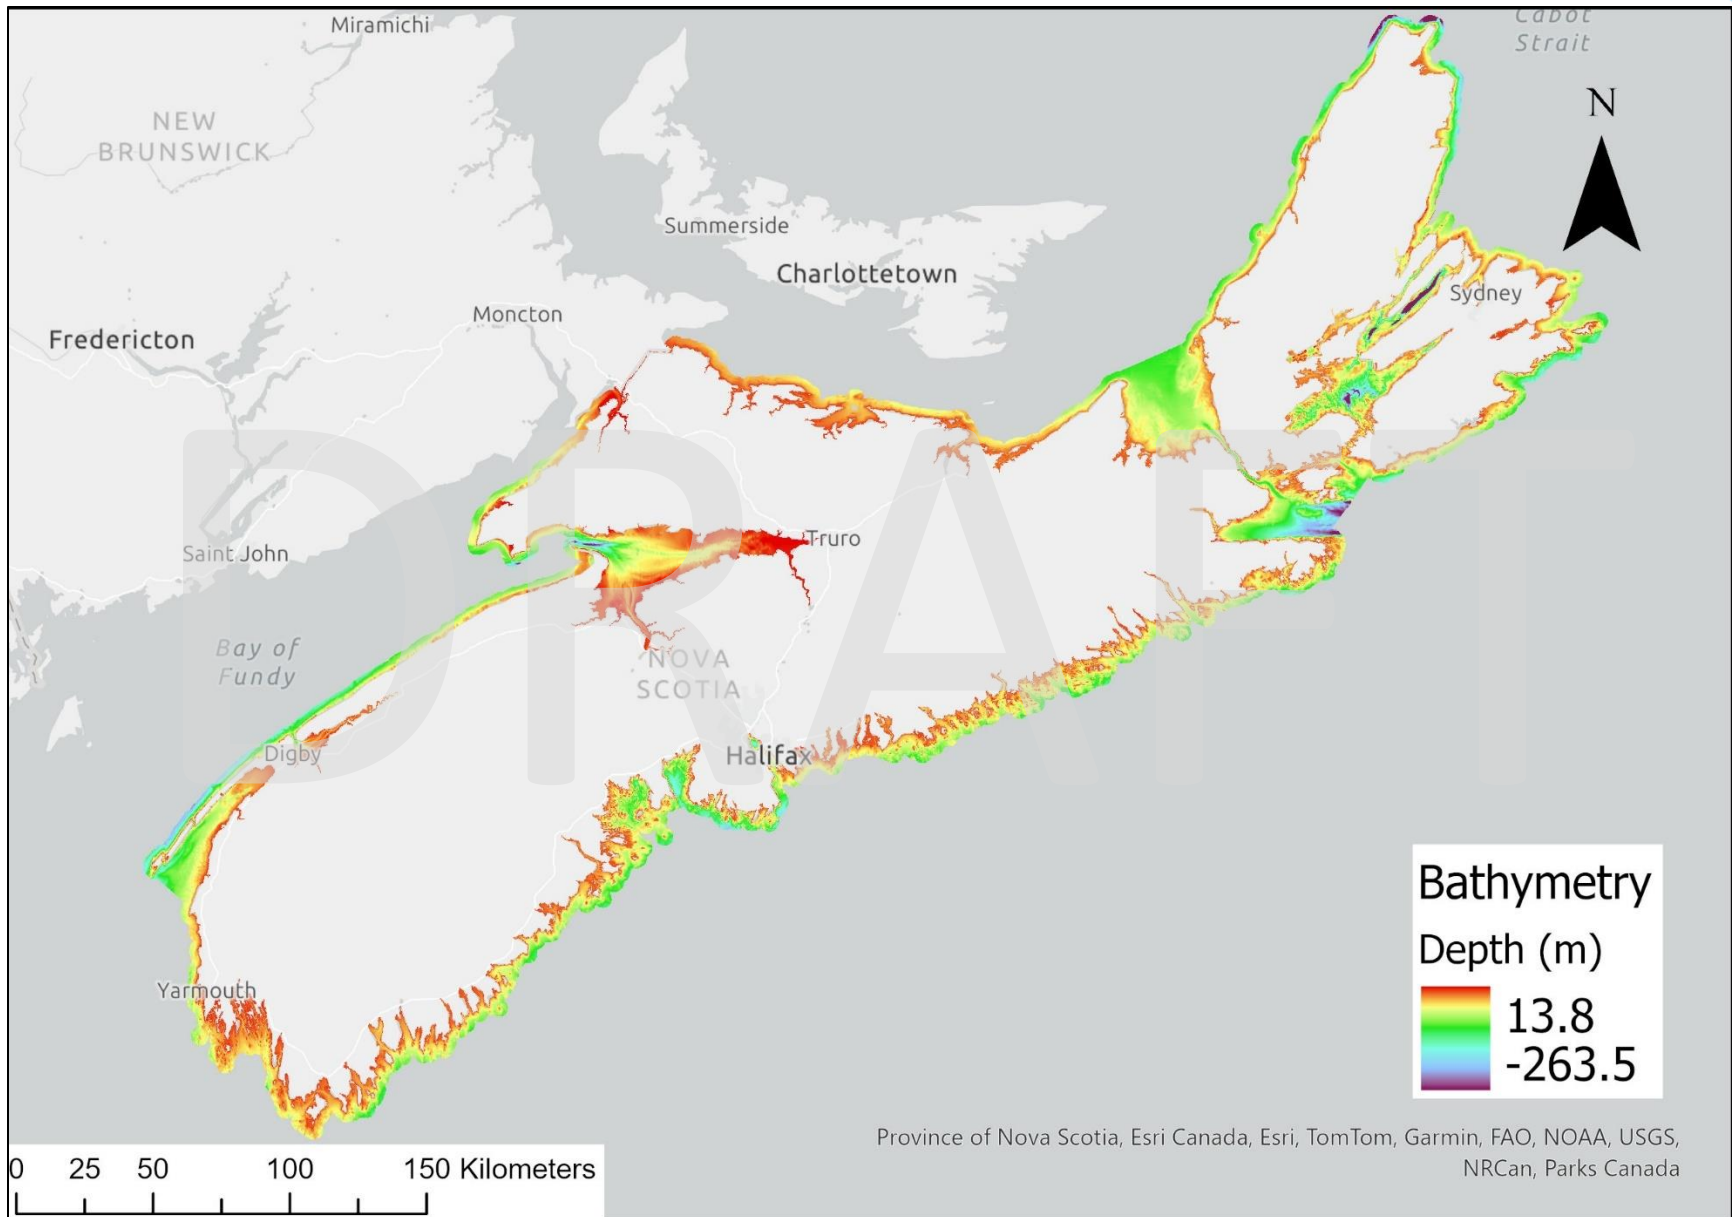 Miramichi
Cabot
Strait
NEW
BRUNSWICK
N
Summerside
Charlottetown
Moncton
Sydney
Fredericton
Truro
Saint John
DRAFT
Bay of
Fundy
NOVA
SCOTIA
Digby
Halifax
Yarmouth
Bathymetry
Depth (m)
13.8
-263.5
Province of Nova Scotia, Esri Canada, Esri, TomTom, Garmin, FAO, NOAA, USGS,
NRCan, Parks Canada
0 25 50 100 150 Kilometers